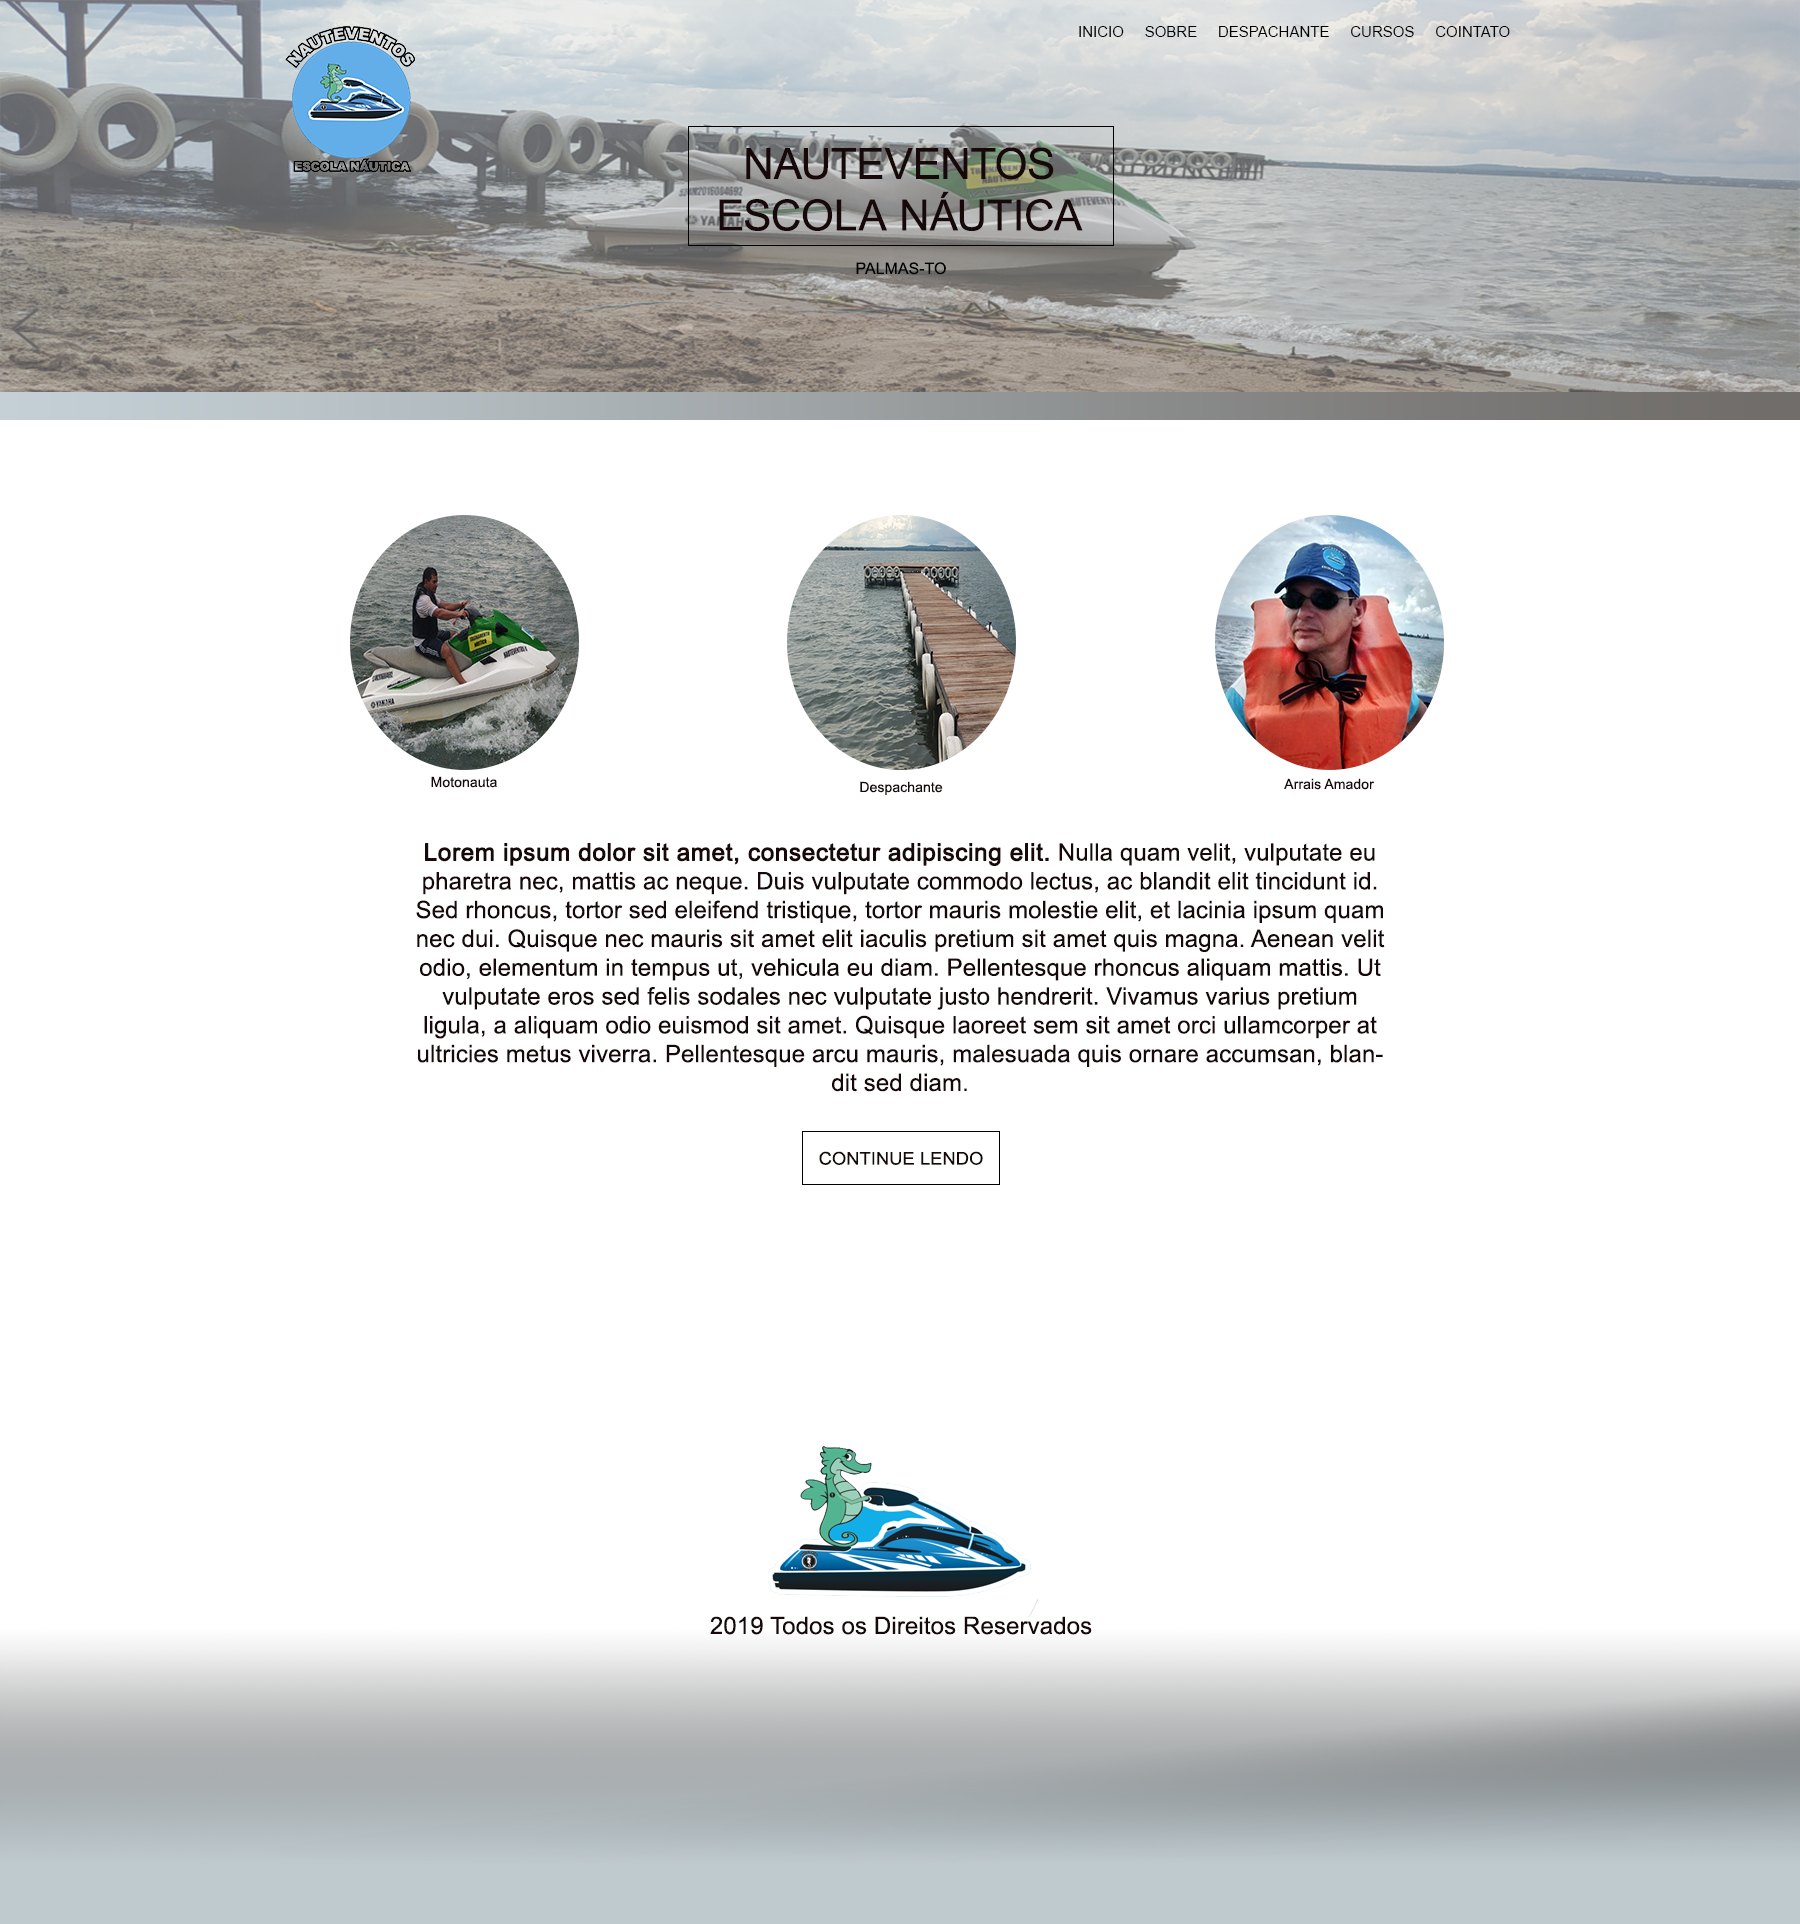 NAUTEVENTOS
ESCOLA NÁUTICA
INICIO SOBRE DESPACHANTE CURSOS COINTATO
NAUTEVENTOS
ESCOLA NÁUTICA
PALMAS-TO
YAMAHA
NAUTEVENTOS
Motonauta
Despachante
Arrais Amador
Lorem ipsum dolor sit amet, consectetur adipiscing elit. Nulla quam velit, vulputate eu
pharetra nec, mattis ac neque. Duis vulputate commodo lectus, ac blandit elit tincidunt id.
Sed rhoncus, tortor sed eleifend tristique, tortor mauris molestie elit, et lacinia ipsum quam
nec dui. Quisque nec mauris sit amet elit iaculis pretium sit amet quis magna. Aenean velit
odio, elementum in tempus ut, vehicula eu diam. Pellentesque rhoncus aliquam mattis. Ut
vulputate eros sed felis sodales nec vulputate justo hendrerit. Vivamus varius pretium
ligula, a aliquam odio euismod sit amet. Quisque laoreet sem sit amet orci ullamcorper at
ultricies metus viverra. Pellentesque arcu mauris, malesuada quis ornare accumsan, blan-
dit sed diam.
CONTINUE LENDO
2019 Todos os Direitos Reservados